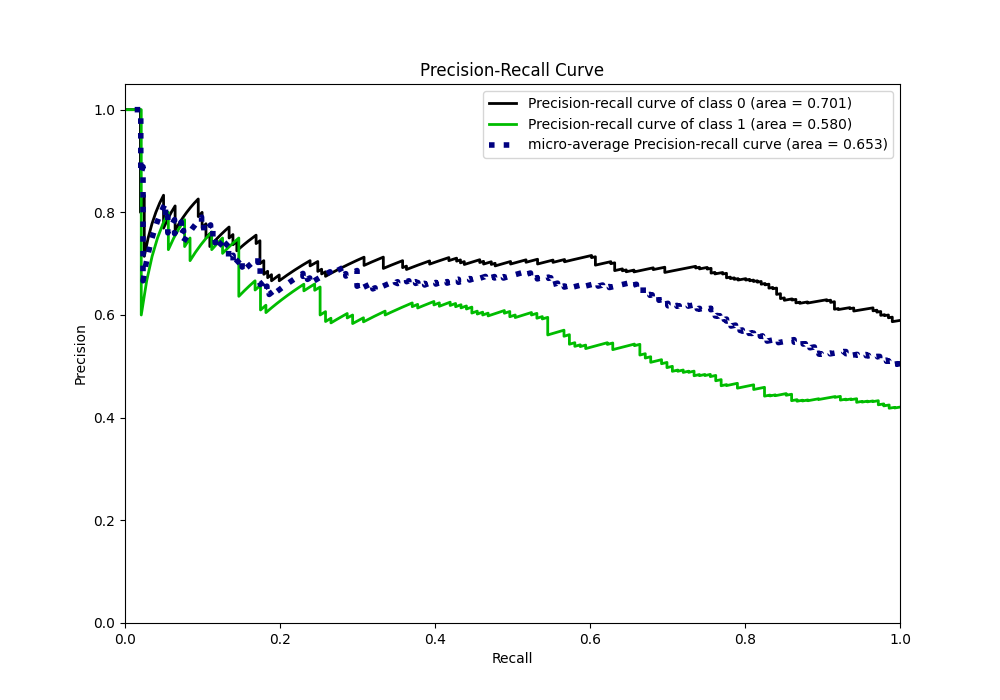 Precision-Recall Curve
Precision-recall curve of class 0 (area = 0.701)
Precision-recall curve of class 1 (area = 0.580)
micro-average Precision-recall curve (area = 0.653)
1.0
0.8
0.6
0.4
0.2
0.0
Precision
0.0 0.2 0.4 0.6 0.8 1.0
Recall